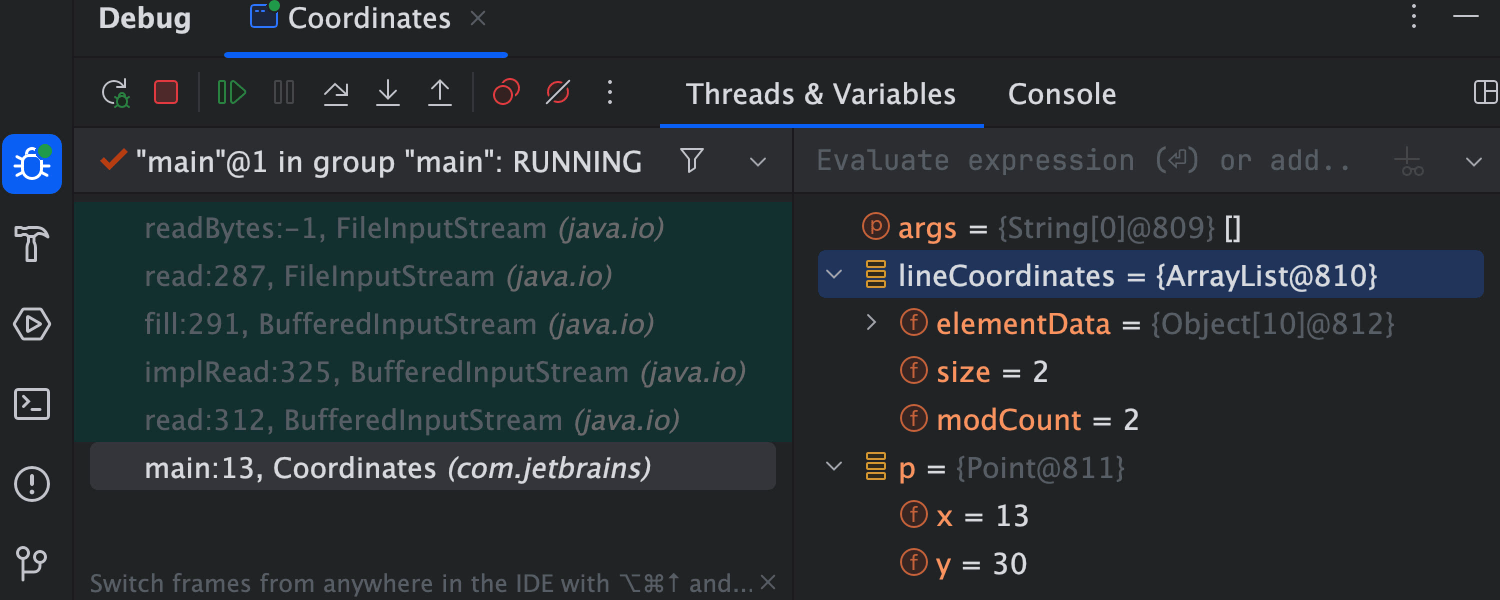 Debug Coordinates
Threads & Variables Console
"main"@1 in group "main": RUNNING
readBytes:-1, FileInputStream (java.io)
read:287, FileInputStream (java.io)
fill:291, BufferedInputStream (java.io)
implRead:325, BufferedInputStream (java.io)
read:312, BufferedInputStream (java.io)
main:13, Coordinates (com.jetbrains)
Switch frames from anywhere in the IDE with ⌥⌘↑ and...
Evaluate expression (⏎) or add..
p args = {String[0]@809} []
lineCoordinates = {ArrayList@810}
f elementData = {Object[10]@812}
f size = 2
f modCount = 2
p = {Point@811}
f x = 13
f y = 30